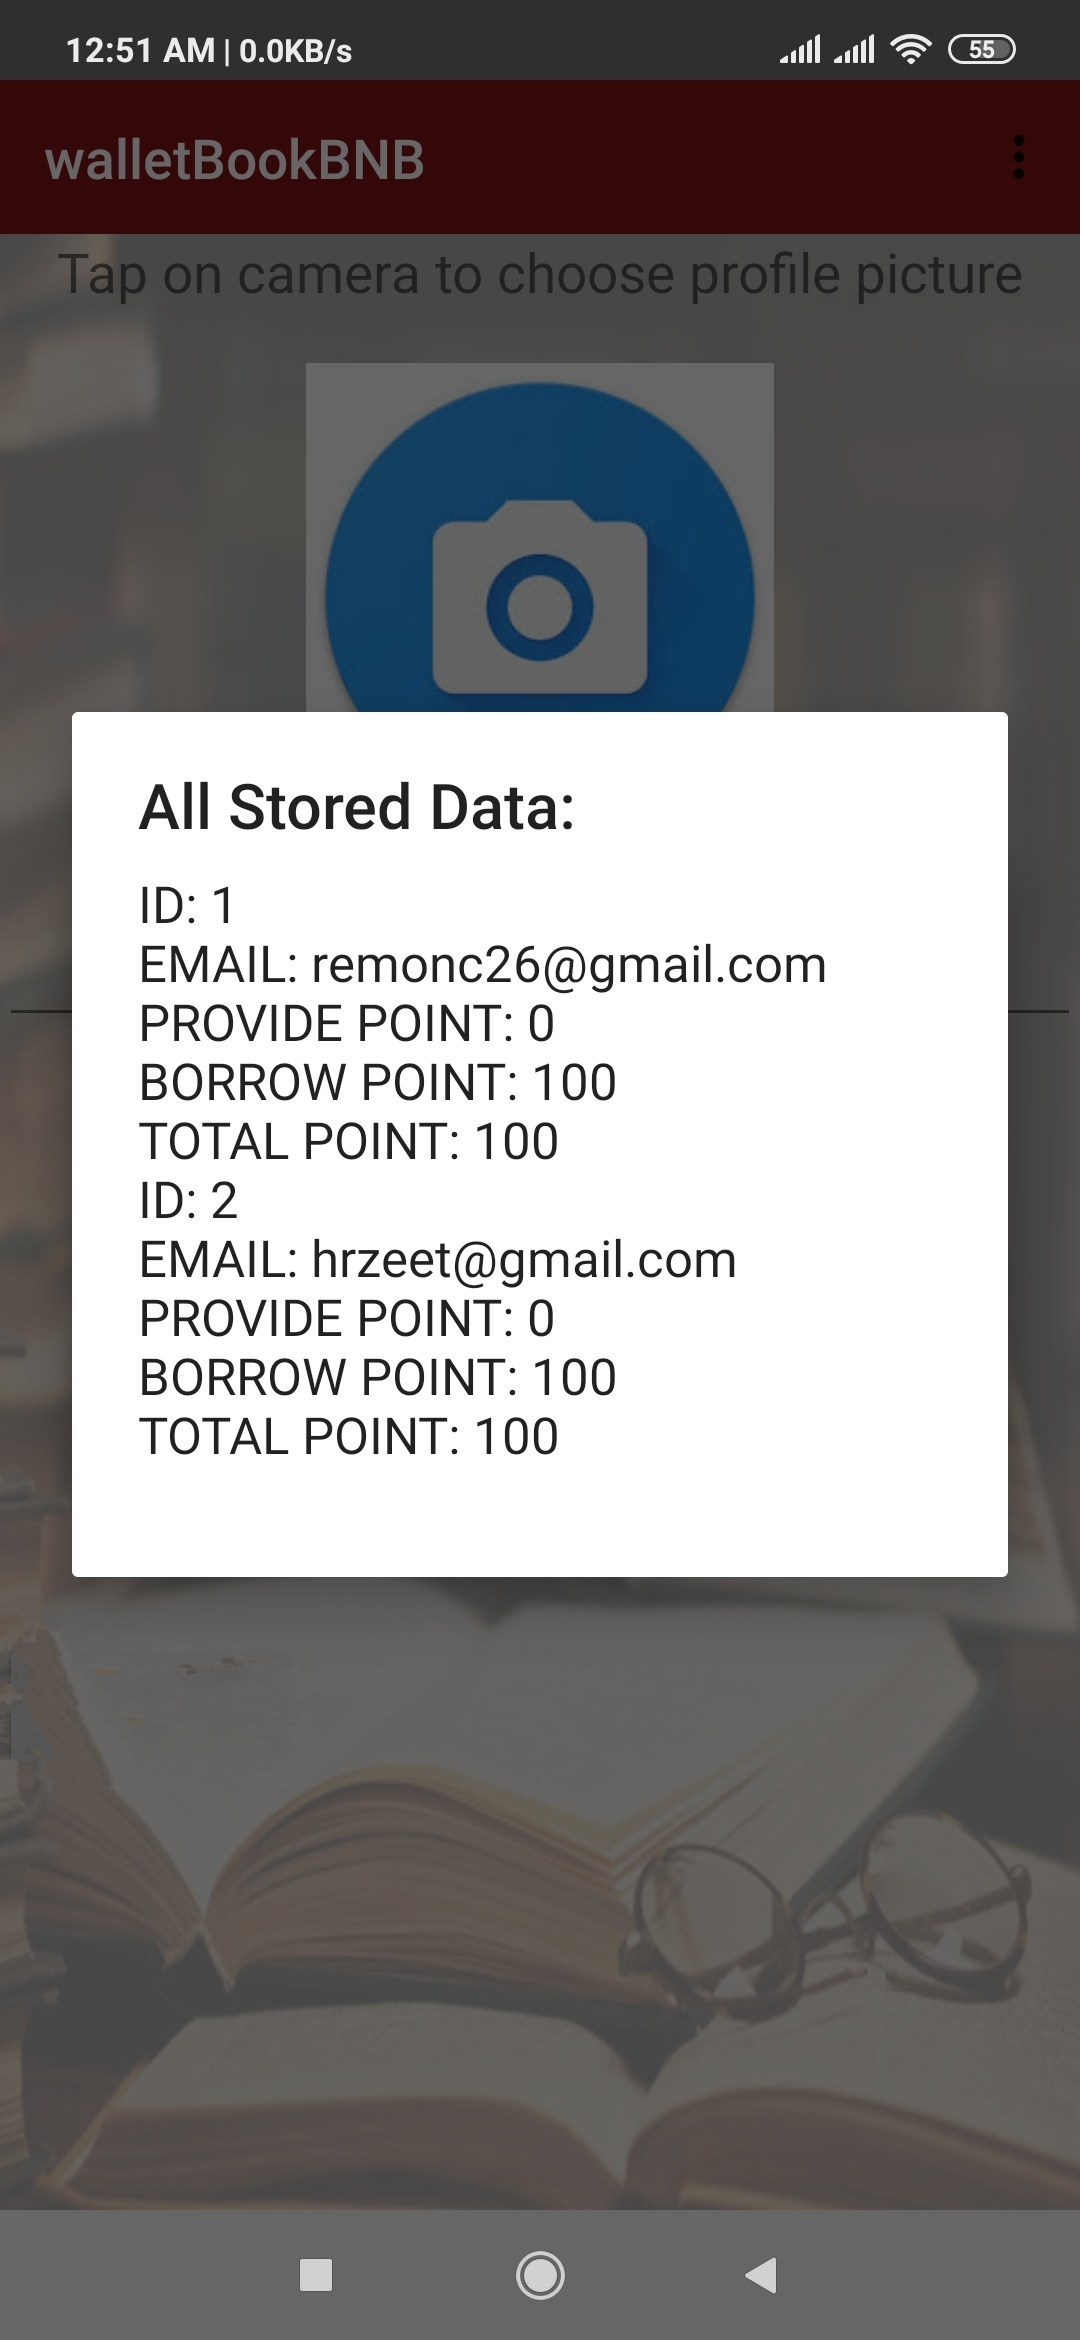 12:51 AM | 0.0KB/s
55
walletBookBNB
Tap on camera to choose profile picture
All Stored Data:
ID: 1
EMAIL: remonc26@gmail.com
PROVIDE POINT: 0
BORROW POINT: 100
TOTAL POINT: 100
ID: 2
EMAIL: hrzeet@gmail.com
PROVIDE POINT: 0
BORROW POINT: 100
TOTAL POINT: 100